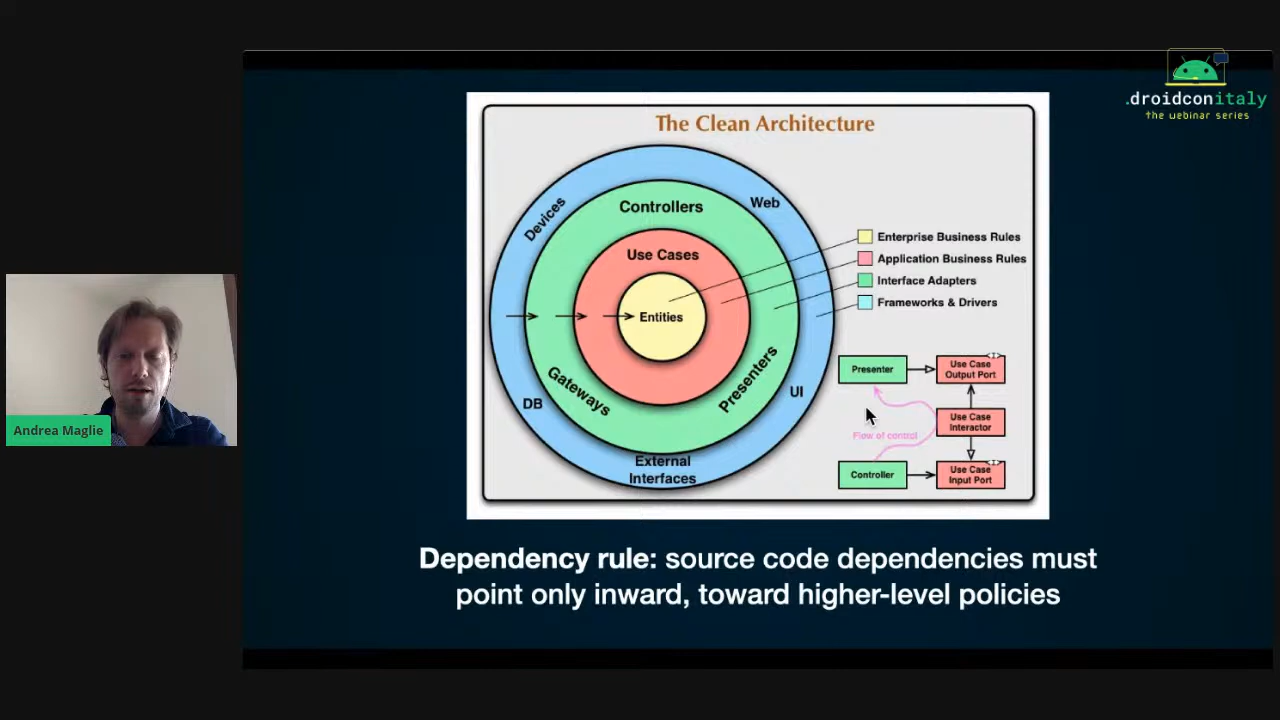 .droidconitaly
the webinar series
The Clean Architecture
Devices
Controllers
Web
Use Cases
Entities
Gateways
Presenters
DB
UI
External
Interfaces
Enterprise Business Rules
Application Business Rules
Interface Adapters
Frameworks & Drivers
Presenter
Use Case
Output Port
Use Case
Interactor
Flow of control
Controller
Use Case
Input Port
Andrea Maglie
Dependency rule: source code dependencies must
point only inward, toward higher-level policies